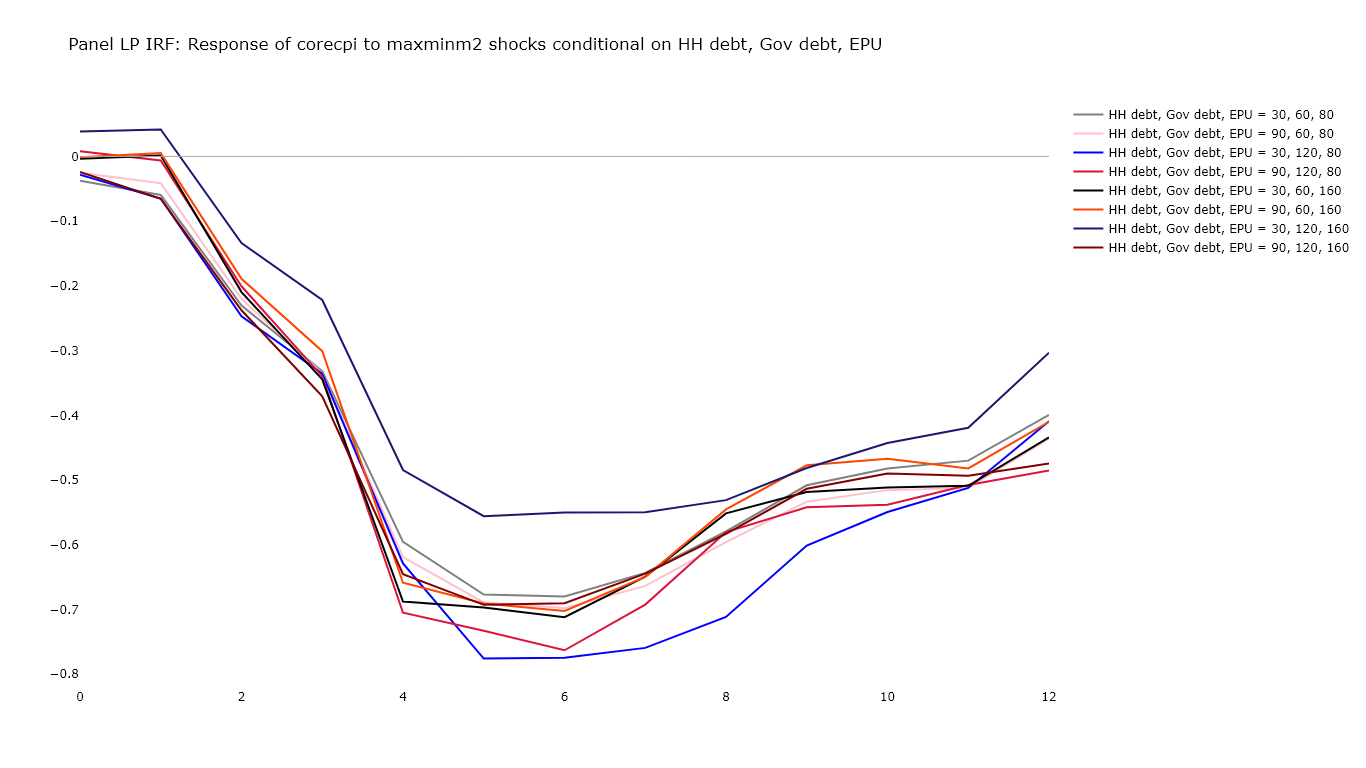 Panel LP IRF: Response of corecpi to maxminm2 shocks conditional on HH debt, Gov debt, EPU
HH debt, Gov debt, EPU = 30, 60, 80
HH debt, Gov debt, EPU = 90, 60, 80
HH debt, Gov debt, EPU = 30, 120, 80
HH debt, Gov debt, EPU = 90, 120, 80
HH debt, Gov debt, EPU = 30, 60, 160
HH debt, Gov debt, EPU = 90, 60, 160
HH debt, Gov debt, EPU = 30, 120, 160
HH debt, Gov debt, EPU = 90, 120, 160
0
−0.1
−0.2
−0.3
−0.4
−0.5
−0.6
−0.7
−0.8
0 2 4 6 8 10 12